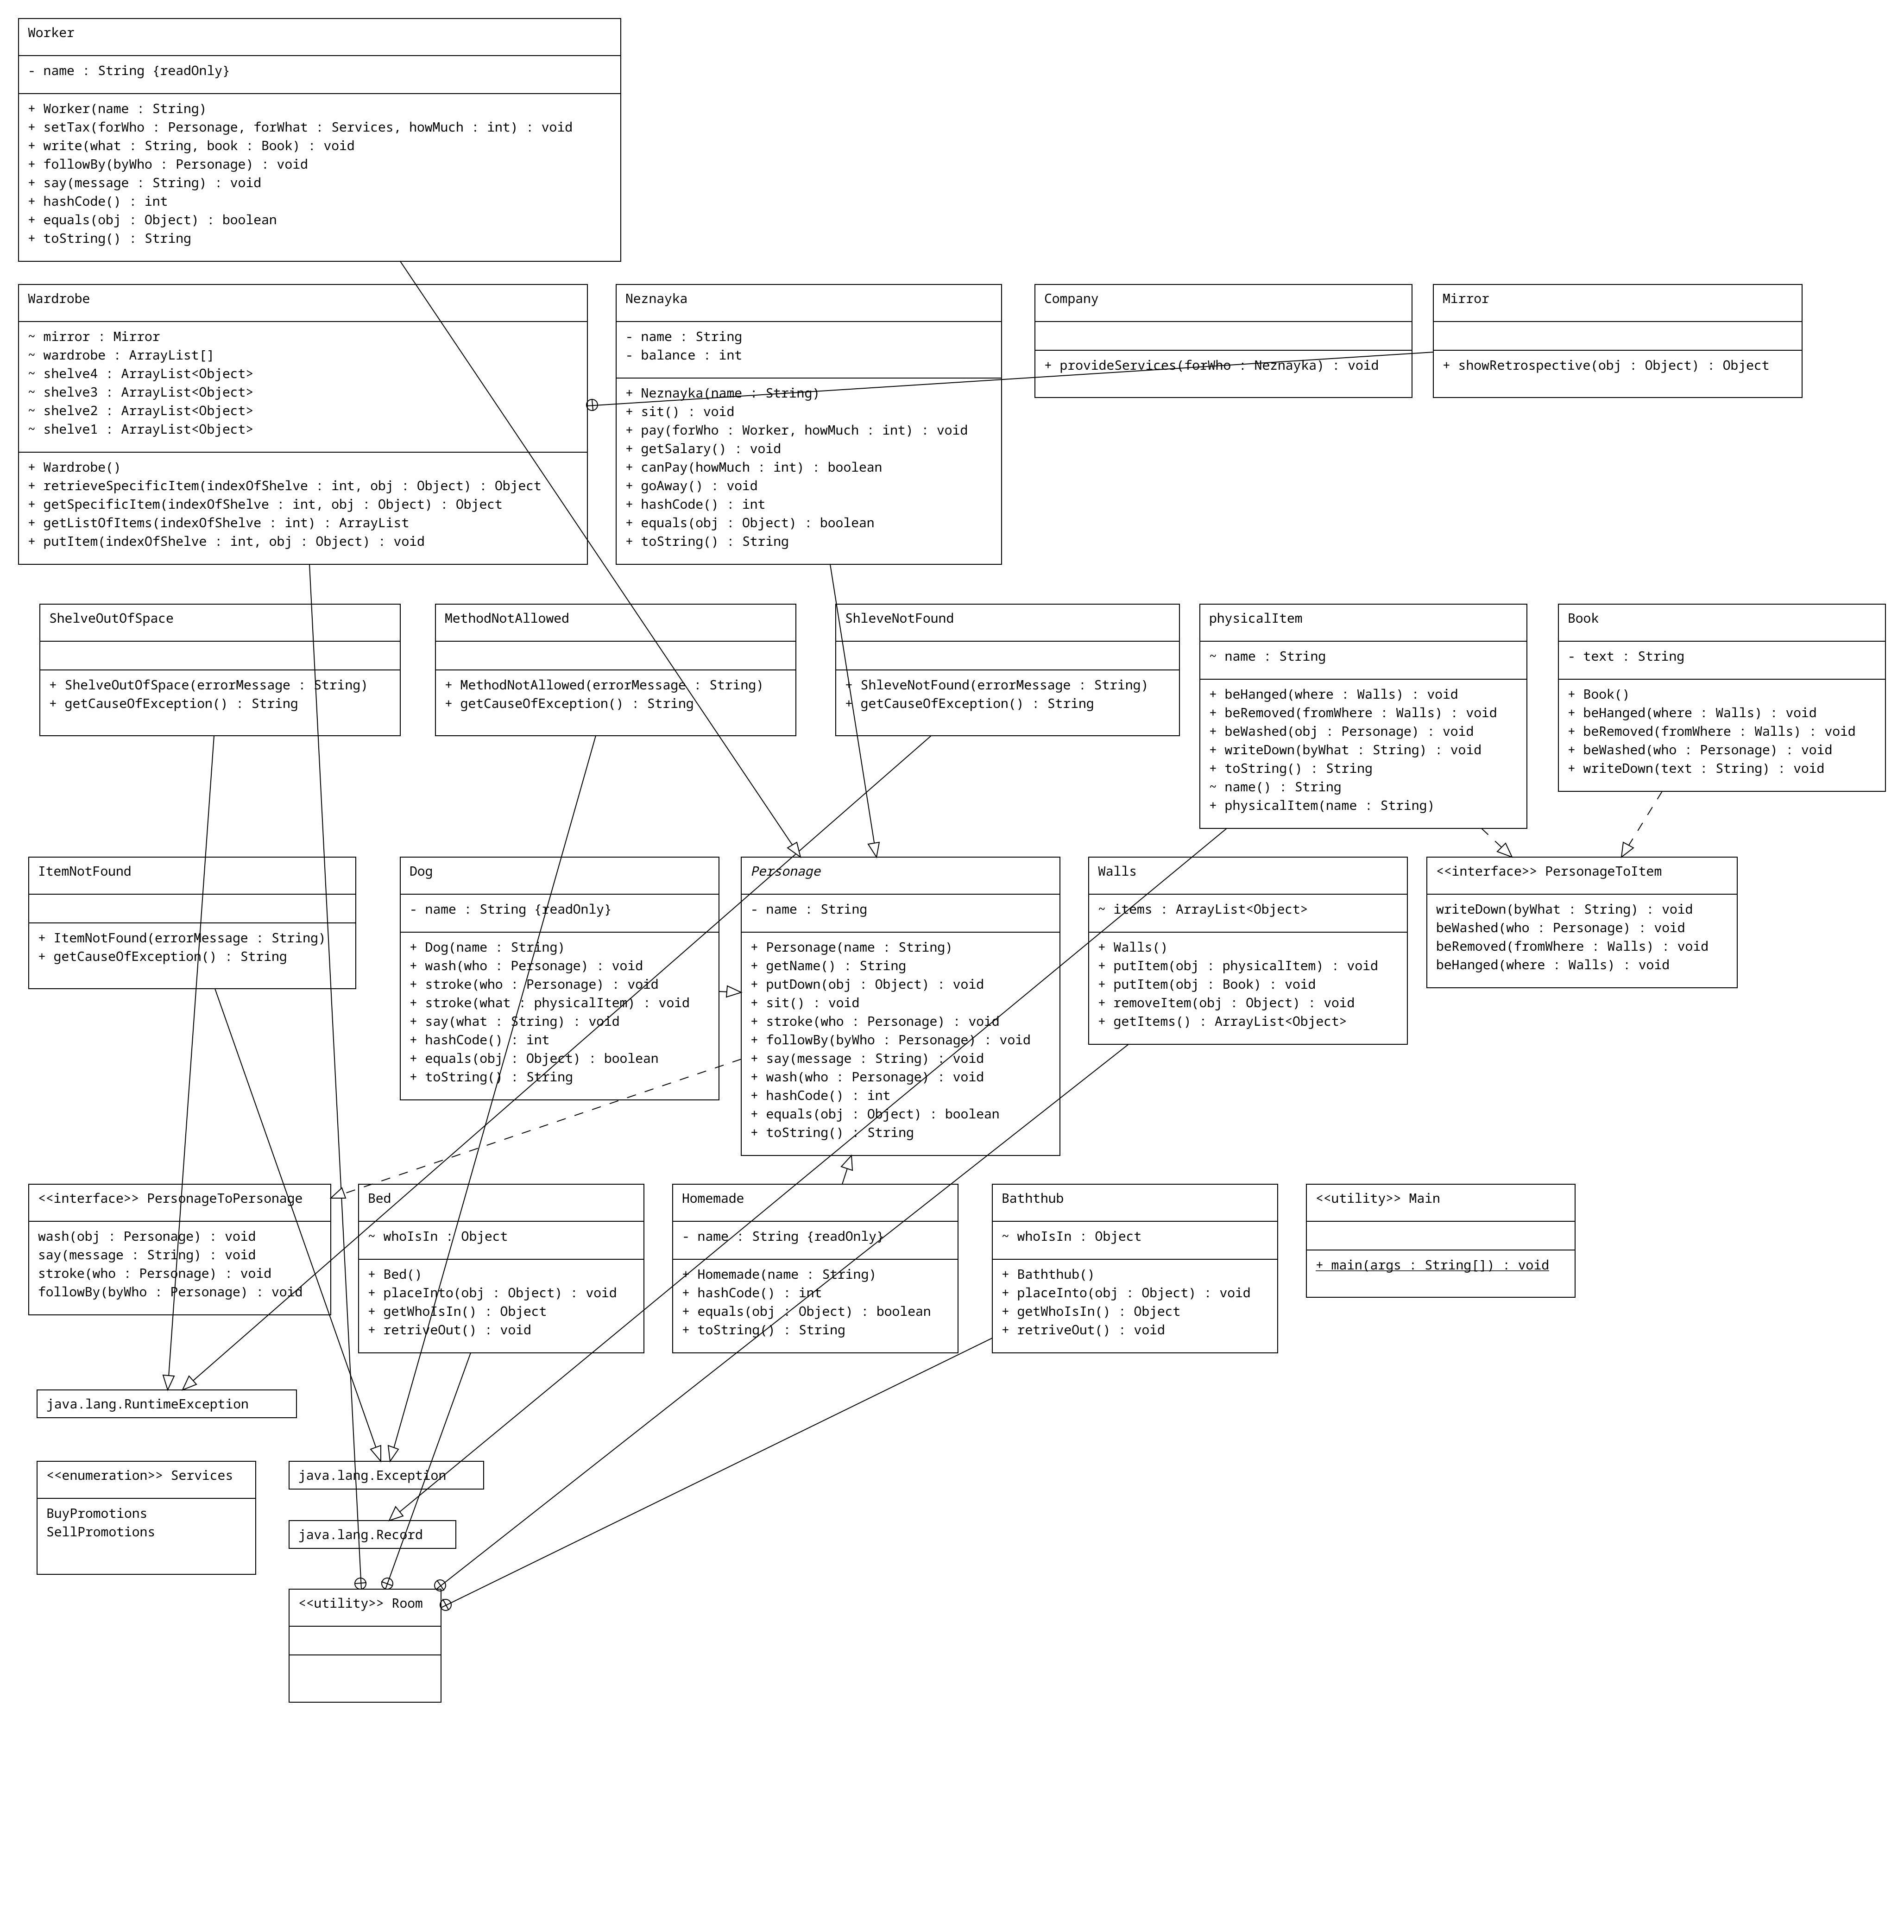 Worker
- name : String {readOnly}
+ Worker(name : String)
+ setTax(forWho : Personage, forWhat : Services, howMuch : int) : void
+ write(what : String, book : Book) : void
+ followBy(byWho : Personage) : void
+ say(message : String) : void
+ hashCode() : int
+ equals(obj : Object) : boolean
+ toString() : String
Wardrobe
~ mirror : Mirror
~ wardrobe : ArrayList[]
~ shelve4 : ArrayList<Object>
~ shelve3 : ArrayList<Object>
~ shelve2 : ArrayList<Object>
~ shelve1 : ArrayList<Object>
+ Wardrobe()
+ retrieveSpecificItem(indexOfShelve : int, obj : Object) : Object
+ getSpecificItem(indexOfShelve : int, obj : Object) : Object
+ getListOfItems(indexOfShelve : int) : ArrayList
+ putItem(indexOfShelve : int, obj : Object) : void
Neznayka
- name : String
- balance : int
+ Neznayka(name : String)
+ sit() : void
+ pay(forWho : Worker, howMuch : int) : void
+ getSalary() : void
+ canPay(howMuch : int) : boolean
+ goAway() : void
+ hashCode() : int
+ equals(obj : Object) : boolean
+ toString() : String
Company
+ provideServices(forWho : Neznayka) : void
Mirror
+ showRetrospective(obj : Object) : Object
ShelveOutOfSpace
+ ShelveOutOfSpace(errorMessage : String)
+ getCauseOfException() : String
MethodNotAllowed
+ MethodNotAllowed(errorMessage : String)
+ getCauseOfException() : String
ShleveNotFound
+ ShleveNotFound(errorMessage : String)
+ getCauseOfException() : String
physicalItem
~ name : String
+ beHanged(where : Walls) : void
+ beRemoved(fromWhere : Walls) : void
+ beWashed(obj : Personage) : void
+ writeDown(byWhat : String) : void
+ toString() : String
~ name() : String
+ physicalItem(name : String)
Book
- text : String
+ Book()
+ beHanged(where : Walls) : void
+ beRemoved(fromWhere : Walls) : void
+ beWashed(who : Personage) : void
+ writeDown(text : String) : void
ItemNotFound
+ ItemNotFound(errorMessage : String)
+ getCauseOfException() : String
Dog
- name : String {readOnly}
+ Dog(name : String)
+ wash(who : Personage) : void
+ stroke(who : Personage) : void
+ stroke(what : physicalItem) : void
+ say(what : String) : void
+ hashCode() : int
+ equals(obj : Object) : boolean
+ toString() : String
Personage
- name : String
+ Personage(name : String)
+ getName() : String
+ putDown(obj : Object) : void
+ sit() : void
+ stroke(who : Personage) : void
+ followBy(byWho : Personage) : void
+ say(message : String) : void
+ wash(who : Personage) : void
+ hashCode() : int
+ equals(obj : Object) : boolean
+ toString() : String
Walls
~ items : ArrayList<Object>
+ Walls()
+ putItem(obj : physicalItem) : void
+ putItem(obj : Book) : void
+ removeItem(obj : Object) : void
+ getItems() : ArrayList<Object>
<<interface>> PersonageToItem
writeDown(byWhat : String) : void
beWashed(who : Personage) : void
beRemoved(fromWhere : Walls) : void
beHanged(where : Walls) : void
<<interface>> PersonageToPersonage
wash(obj : Personage) : void
say(message : String) : void
stroke(who : Personage) : void
followBy(byWho : Personage) : void
Bed
~ whoIsIn : Object
+ Bed()
+ placeInto(obj : Object) : void
+ getWhoIsIn() : Object
+ retriveOut() : void
Homemade
- name : String {readOnly}
+ Homemade(name : String)
+ hashCode() : int
+ equals(obj : Object) : boolean
+ toString() : String
Baththub
~ whoIsIn : Object
+ Baththub()
+ placeInto(obj : Object) : void
+ getWhoIsIn() : Object
+ retriveOut() : void
<<utility>> Main
+ main(args : String[]) : void
java.lang.RuntimeException
<<enumeration>> Services
BuyPromotions
SellPromotions
java.lang.Exception
java.lang.Record
<<utility>> Room